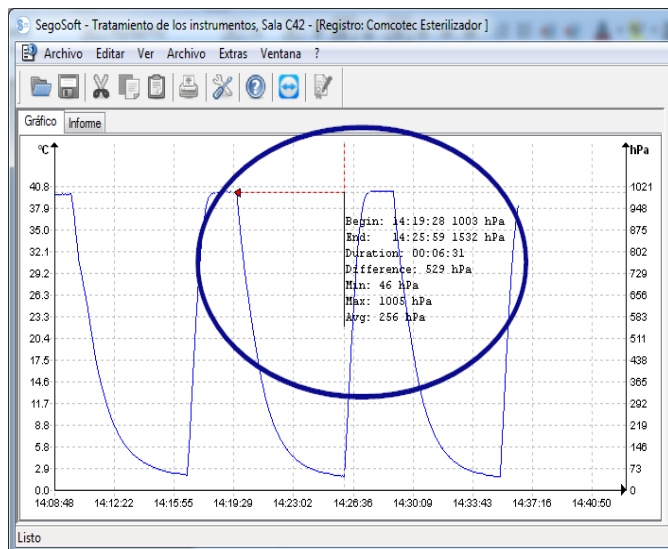 SegoSoft - Tratamiento de los instrumentos, Sala C42 - [Registro: Comcotec Esterilizador ]
Archivo Editar Ver Archivo Extras Ventana ?
Gráfico Informe
ºC hPa
40.8 1021
37.9 948
35.0 875
32.1 802
29.2 729
26.3 656
23.3 583
20.4 511
17.5 438
14.6 365
11.7 292
8.8 219
5.8 146
2.9 73
0.0 0
Begin: 14:19:28 1003 hPa
End: 14:25:59 1532 hPa
Duration: 00:06:31
Difference: 529 hPa
Min: 46 hPa
Max: 1005 hPa
Avg: 256 hPa
14:08:48 14:12:22 14:15:55 14:19:29 14:23:02 14:26:36 14:30:09 14:33:43 14:37:16 14:40:50
Listo